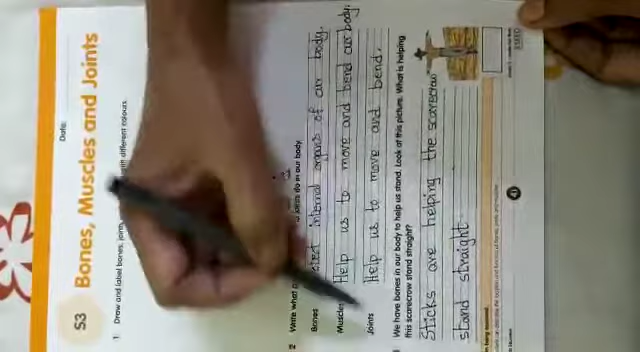 Date:
S3 Bones, Muscles and Joints
1 Draw and label bones, joints different colours.
2 Write what do in our body.
Bones internal organs of our body.
Muscles Help us to move and bend our body.
Joints Help us to move and bend.
We have bones in our body to help us stand. Look at this picture. What is helping
this scarecrow stand straight?
Sticks are helping the scarecrow
stand straight